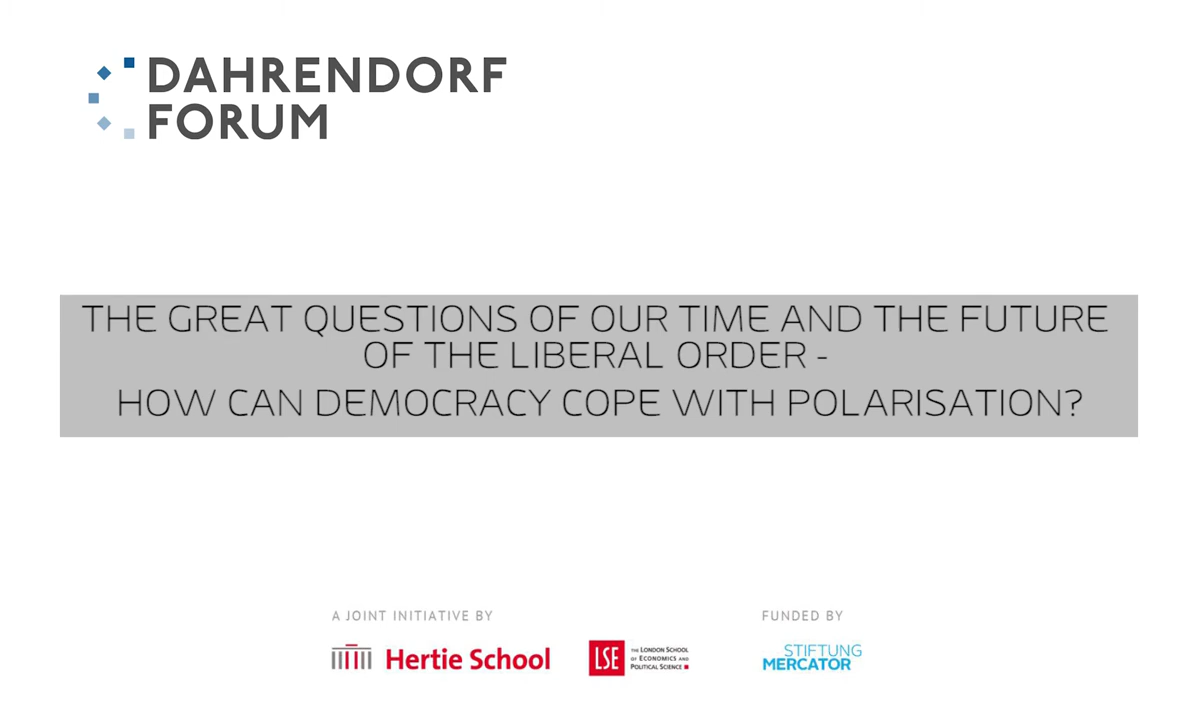 DAHRENDORF
FORUM
THE GREAT QUESTIONS OF OUR TIME AND THE FUTURE
OF THE LIBERAL ORDER -
HOW CAN DEMOCRACY COPE WITH POLARISATION?
A JOINT INITIATIVE BY
Hertie School
LSE
THE LONDON SCHOOL
OF ECONOMICS AND
POLITICAL SCIENCE
FUNDED BY
STIFTUNG
MERCATOR